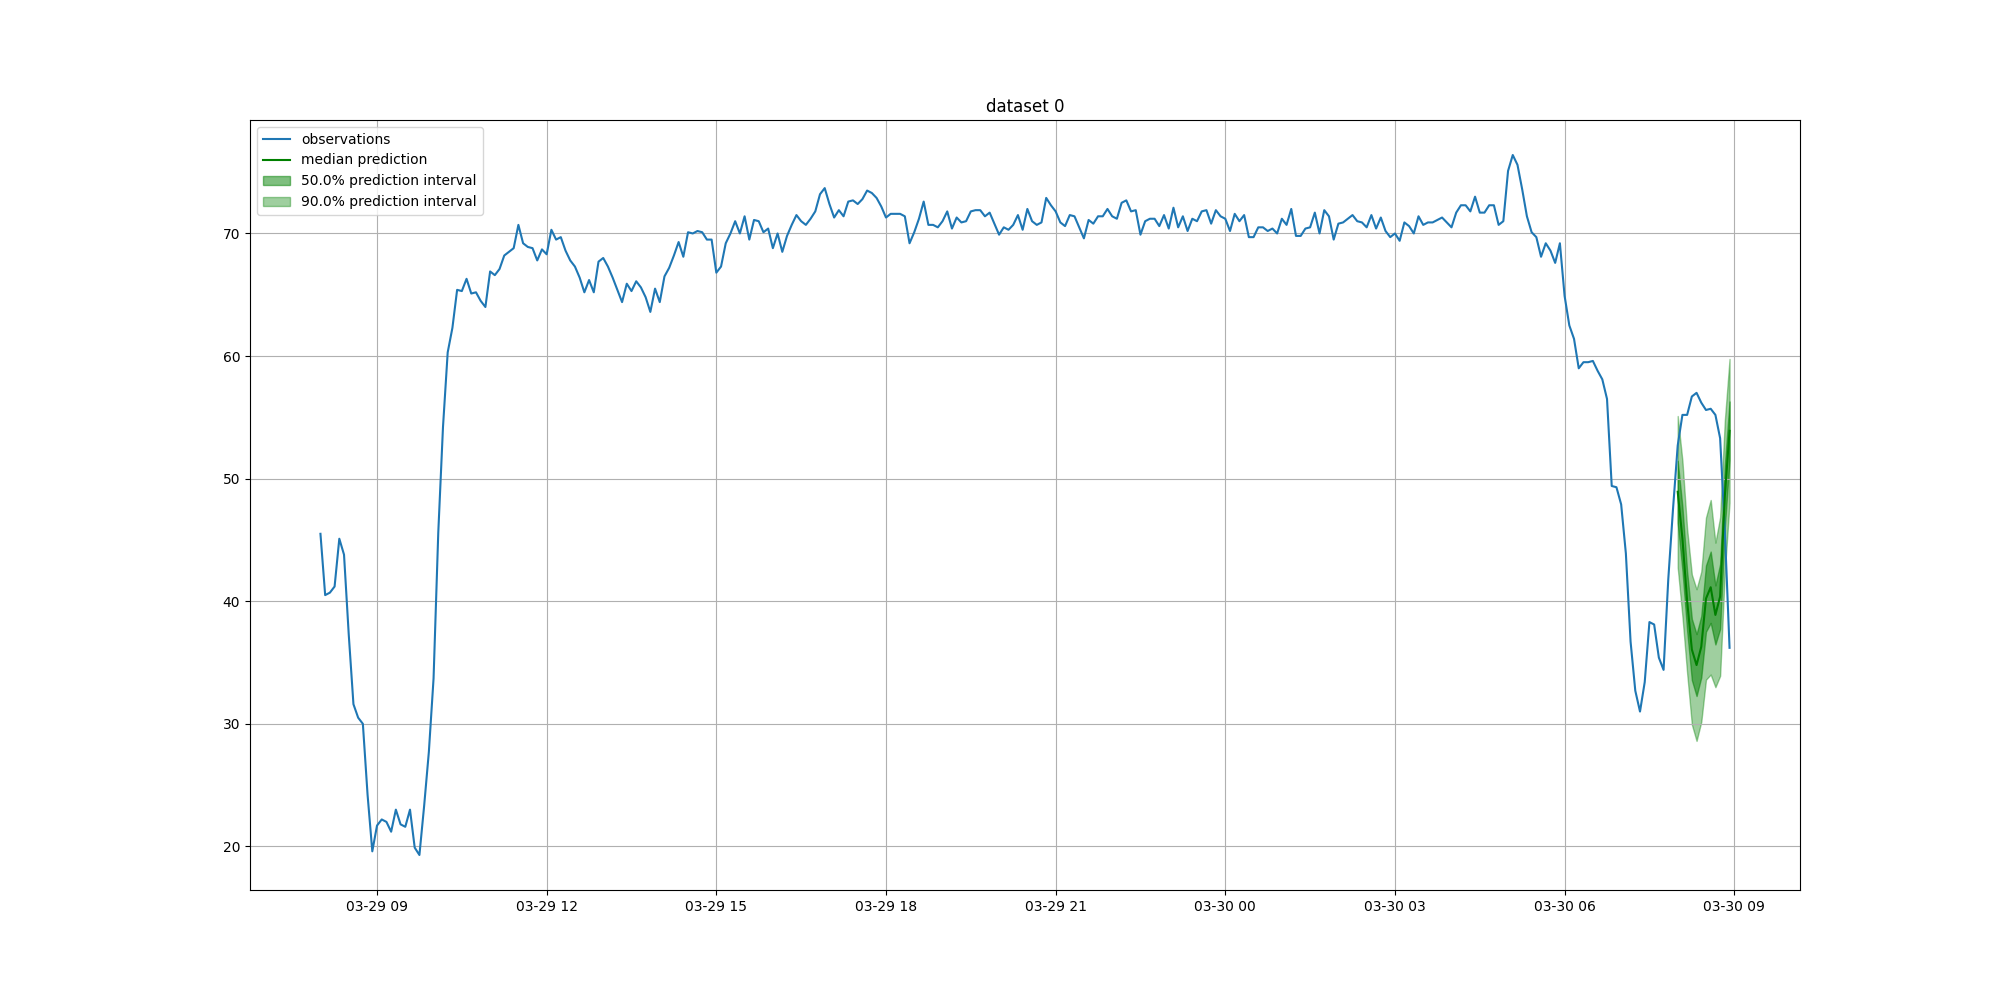 dataset 0
observations
median prediction
50.0% prediction interval
90.0% prediction interval
70
60
50
40
30
20
03-29 09 03-29 12 03-29 15 03-29 18 03-29 21 03-30 00 03-30 03 03-30 06 03-30 09